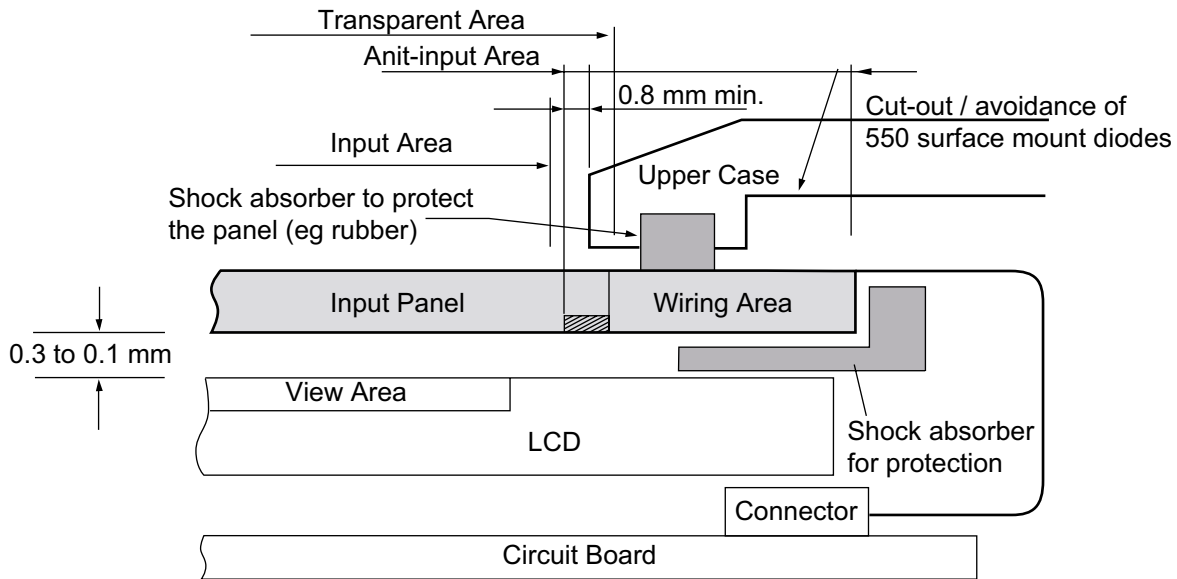 Transparent Area
Anit-input Area
0.8 mm min.
Cut-out / avoidance of
550 surface mount diodes
Input Area
Upper Case
Shock absorber to protect
the panel (eg rubber)
Input Panel
Wiring Area
0.3 to 0.1 mm
View Area
LCD
Shock absorber
for protection
Connector
Circuit Board